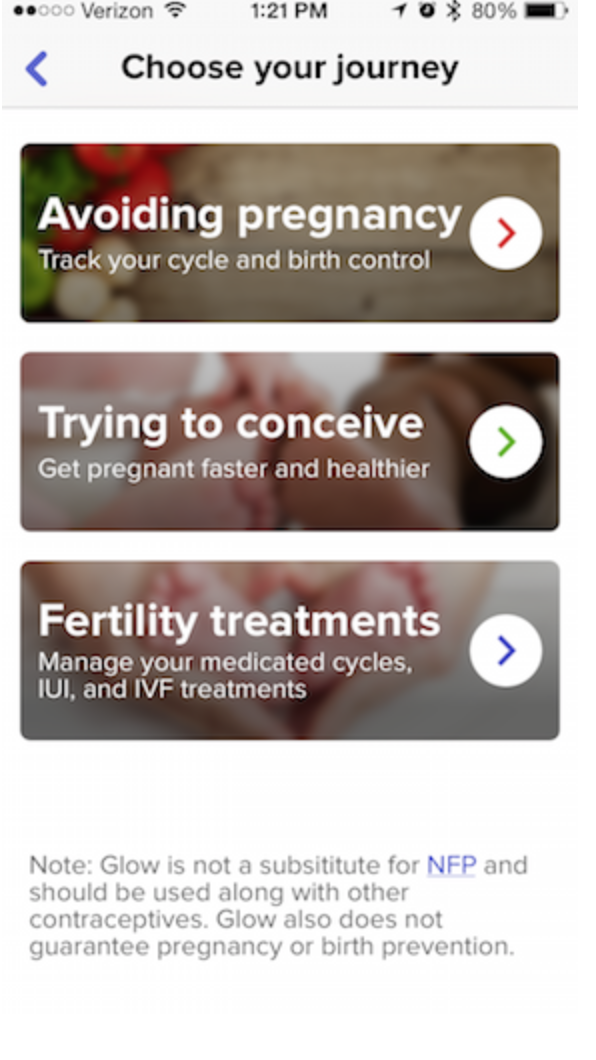 Verizon 1:21 PM 80%
Choose your journey
Avoiding pregnancy
Track your cycle and birth control
Trying to conceive
Get pregnant faster and healthier
Fertility treatments
Manage your medicated cycles,
IUI, and IVF treatments
Note: Glow is not a subsititute for NFP and
should be used along with other
contraceptives. Glow also does not
guarantee pregnancy or birth prevention.